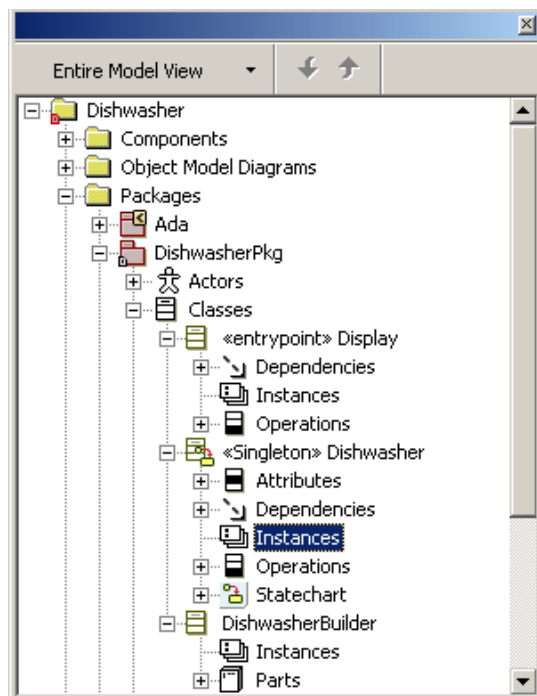 Entire Model View
Dishwasher
Components
Object Model Diagrams
Packages
Ada
DishwasherPkg
Actors
Classes
«entrypoint» Display
Dependencies
Instances
Operations
«Singleton» Dishwasher
Attributes
Dependencies
Instances
Operations
Statechart
DishwasherBuilder
Instances
Parts